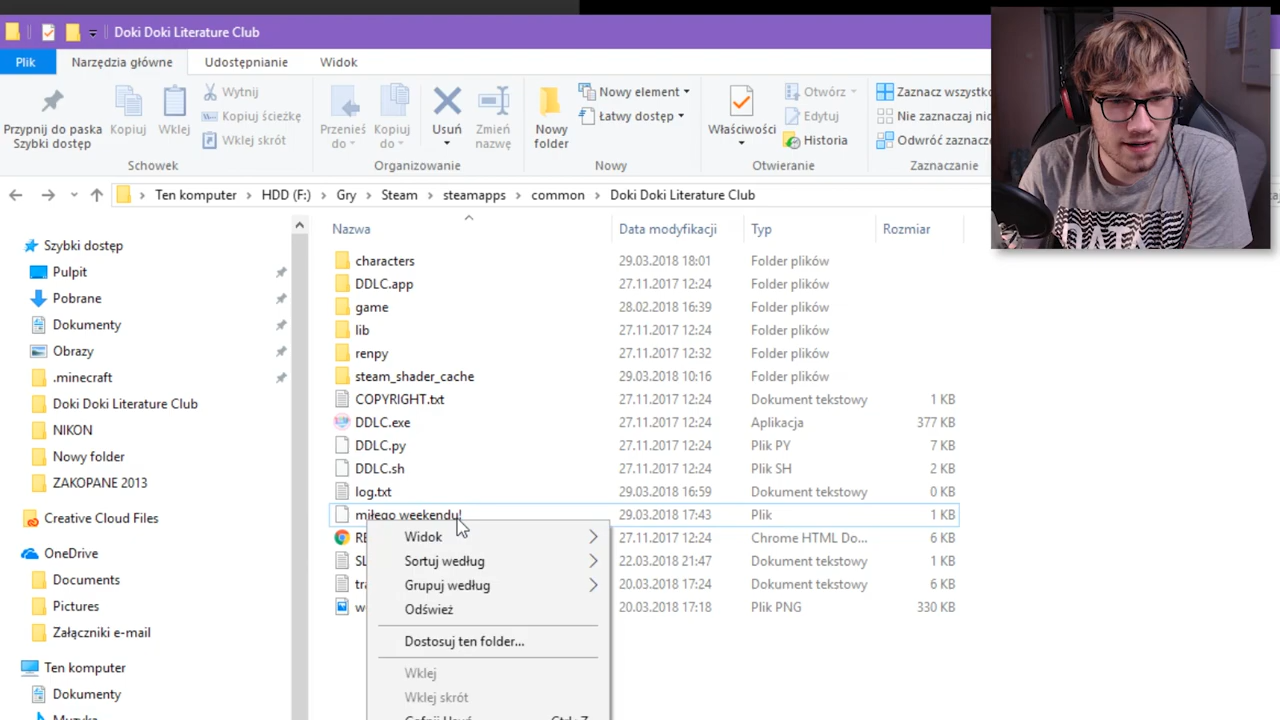 Doki Doki Literature Club
Plik Narzędzia główne Udostępnianie Widok
Przypnij do paska Szybki dostęp
Kopiuj
Wklej
Wytnij
Kopiuj ścieżkę
Wklej skrót
Schowek
Przenieś do
Kopiuj do
Usuń
Zmień nazwę
Organizowanie
Nowy folder
Nowy element
Łatwy dostęp
Nowy
Właściwości
Otwórz
Edytuj
Historia
Otwieranie
Zaznacz wszystko
Nie zaznaczaj
Odwróć
Zaznaczanie
Ten komputer HDD (F:) Gry Steam steamapps common Doki Doki Literature Club
Nazwa Data modyfikacji Typ Rozmiar
Szybki dostęp
Pulpit
Pobrane
Dokumenty
Obrazy
.minecraft
Doki Doki Literature Club
NIKON
Nowy folder
ZAKOPANE 2013
Creative Cloud Files
OneDrive
Documents
Pictures
Załączniki e-mail
Ten komputer
Dokumenty
Muzyka
characters 29.03.2018 18:01 Folder plików
DDLC.app 27.11.2017 12:24 Folder plików
game 28.02.2018 16:39 Folder plików
lib 27.11.2017 12:24 Folder plików
renpy 27.11.2017 12:32 Folder plików
steam_shader_cache 29.03.2018 10:16 Folder plików
COPYRIGHT.txt 27.11.2017 12:24 Dokument tekstowy 1 KB
DDLC.exe 27.11.2017 12:24 Aplikacja 377 KB
DDLC.py 27.11.2017 12:24 Plik PY 7 KB
DDLC.sh 27.11.2017 12:24 Plik SH 2 KB
log.txt 29.03.2018 16:59 Dokument tekstowy 0 KB
miłego weekendu! 29.03.2018 17:43 Plik 1 KB
27.11.2017 12:24 Chrome HTML Do... 6 KB
22.03.2018 21:47 Dokument tekstowy 1 KB
20.03.2018 17:24 Dokument tekstowy 6 KB
20.03.2018 17:18 Plik PNG 330 KB
Widok
Sortuj według
Grupuj według
Odśwież
Dostosuj ten folder...
Wklej
Wklej skrót
DATA